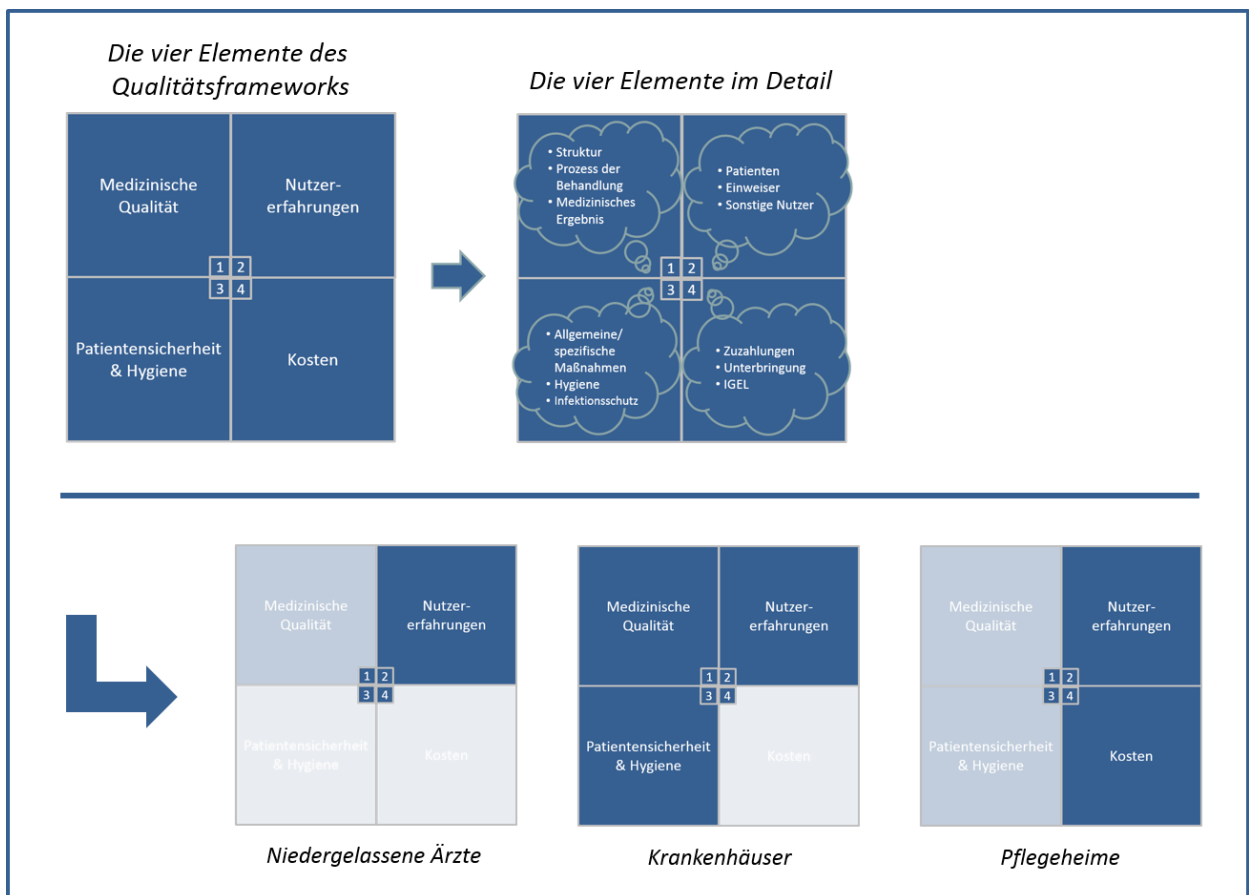 Die vier Elemente des
Qualitätsframeworks
Medizinische
Qualität
Nutzer-
erfahrungen
1 2
3 4
Patientensicherheit
& Hygiene
Kosten
Die vier Elemente im Detail
• Struktur
• Prozess der
Behandlung
• Medizinisches
Ergebnis
• Patienten
• Einweiser
• Sonstige Nutzer
1 2
3 4
• Allgemeine/
spezifische
Maßnahmen
• Hygiene
• Infektionsschutz
• Zuzahlungen
• Unterbringung
• IGEL
Medizinische
Qualität
Nutzer-
erfahrungen
1 2
3 4
Patientensicherheit
& Hygiene
Kosten
Niedergelassene Ärzte
Medizinische
Qualität
Nutzer-
erfahrungen
1 2
3 4
Patientensicherheit
& Hygiene
Kosten
Krankenhäuser
Medizinische
Qualität
Nutzer-
erfahrungen
1 2
3 4
Patientensicherheit
& Hygiene
Kosten
Pflegeheime